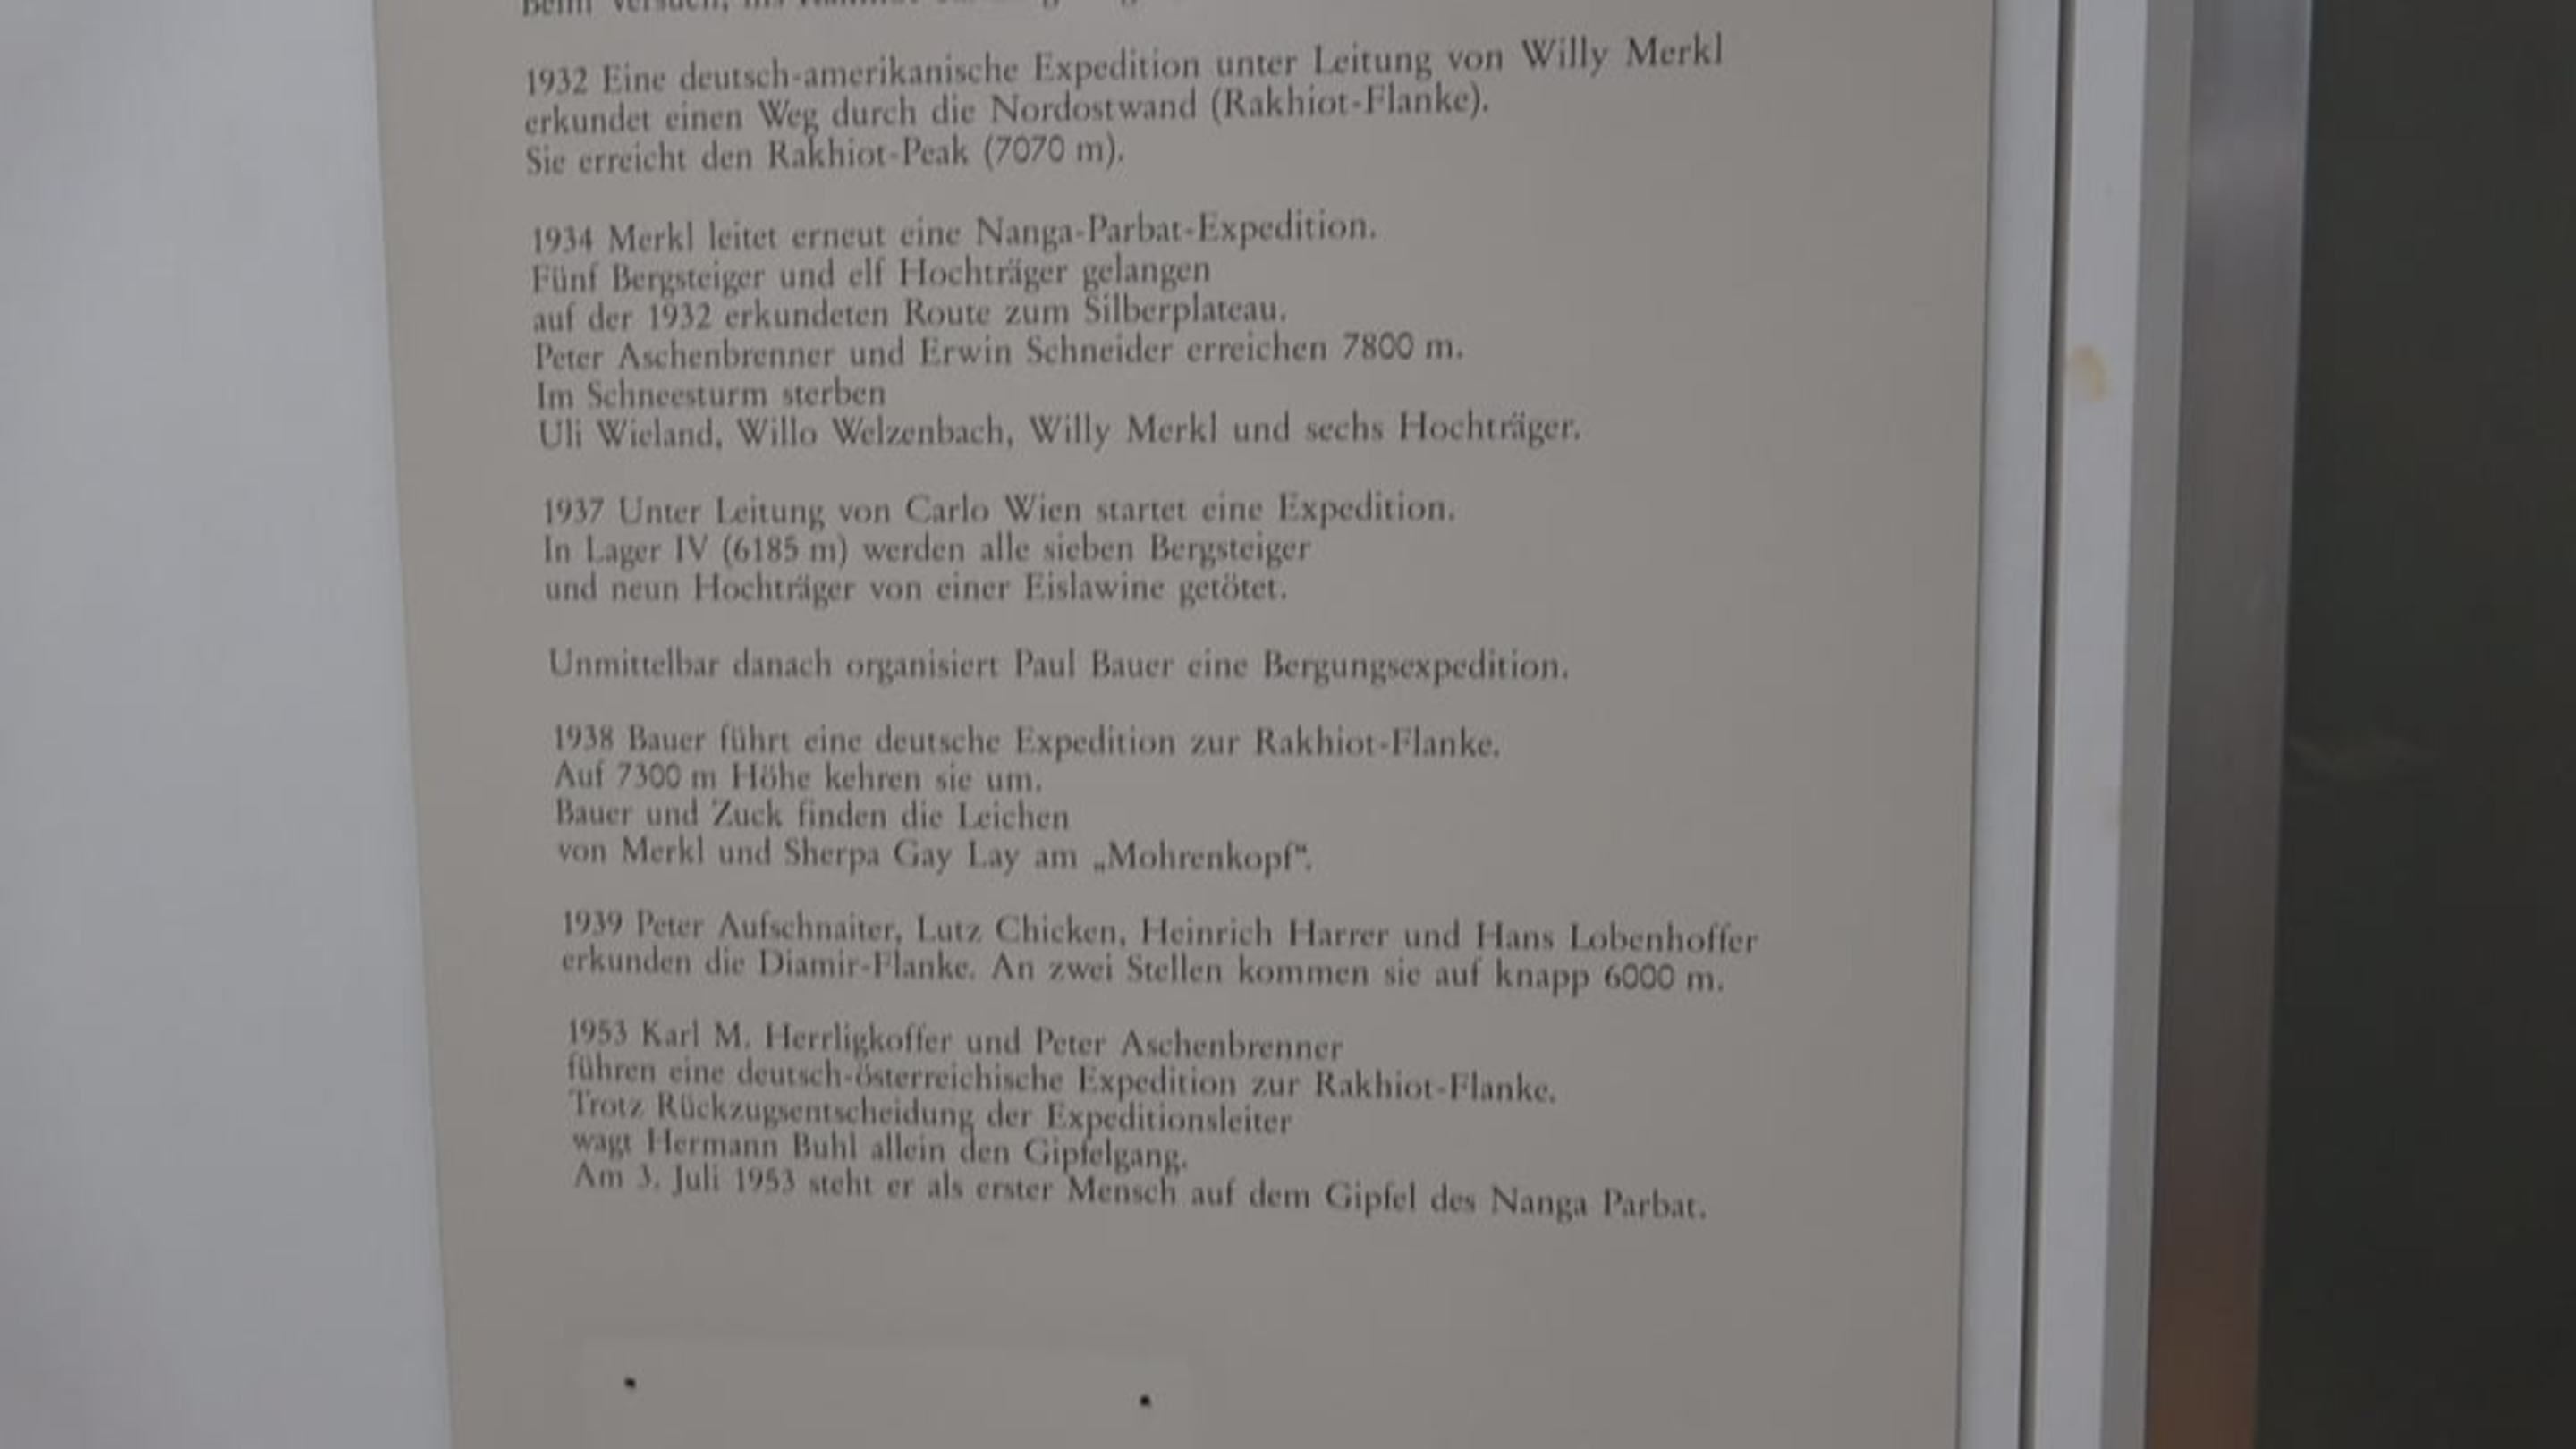 1932 Eine deutsch-amerikanische Expedition unter Leitung von Willy Merkl
erkundet einen Weg durch die Nordostwand (Rakhiot-Flanke).
Sie erreicht den Rakhiot-Peak (7070 m).
1934 Merkl leitet erneut eine Nanga-Parbat-Expedition.
Fünf Bergsteiger und elf Hochträger gelangen
auf der 1932 erkundeten Route zum Silberplateau.
Peter Aschenbrenner und Erwin Schneider erreichen 7800 m.
Im Schneesturm sterben
Uli Wieland, Willo Welzenbach, Willy Merkl und sechs Hochträger.
1937 Unter Leitung von Carlo Wien startet eine Expedition.
In Lager IV (6185 m) werden alle sieben Bergsteiger
und neun Hochträger von einer Eislawine getötet.
Unmittelbar danach organisiert Paul Bauer eine Bergungsexpedition.
1938 Bauer führt eine deutsche Expedition zur Rakhiot-Flanke.
Auf 7300 m Höhe kehren sie um.
Bauer und Zuck finden die Leichen
von Merkl und Sherpa Gay Lay am „Mohrenkopf“.
1939 Peter Aufschnaiter, Lutz Chicken, Heinrich Harrer und Hans Lobenhoffer
erkunden die Diamir-Flanke. An zwei Stellen kommen sie auf knapp 6000 m.
1953 Karl M. Herrligkoffer und Peter Aschenbrenner
führen eine deutsch-österreichische Expedition zur Rakhiot-Flanke.
Trotz Rückzugsentscheidung der Expeditionsleiter
wagt Hermann Buhl allein den Gipfelgang.
Am 3. Juli 1953 steht er als erster Mensch auf dem Gipfel des Nanga Parbat.